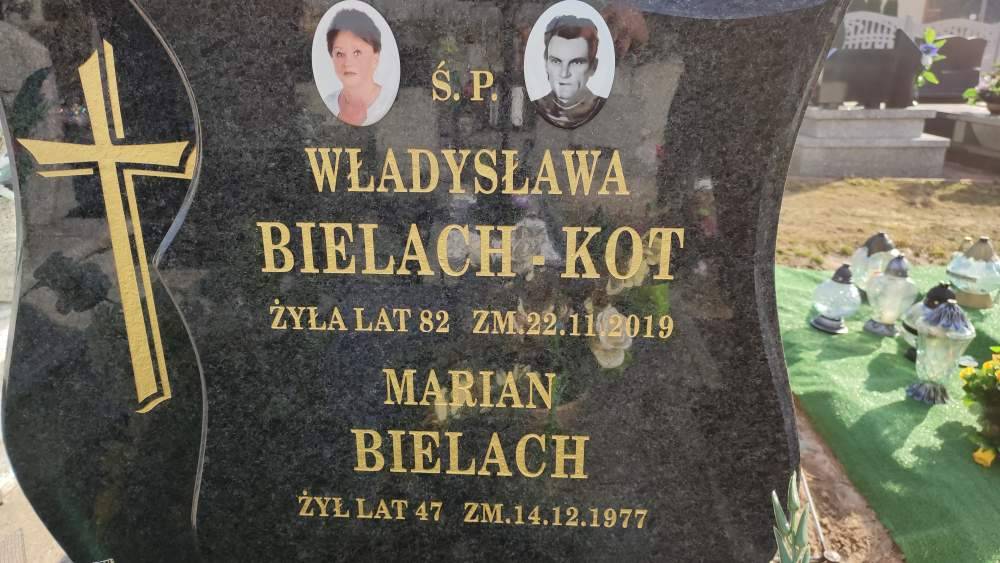 Ś. P.
WŁADYSŁAWA
BIELACH - KOT
ŻYŁA LAT 82 ZM.22.11.2019
MARIAN
BIELACH
ŻYŁ LAT 47 ZM.14.12.1977